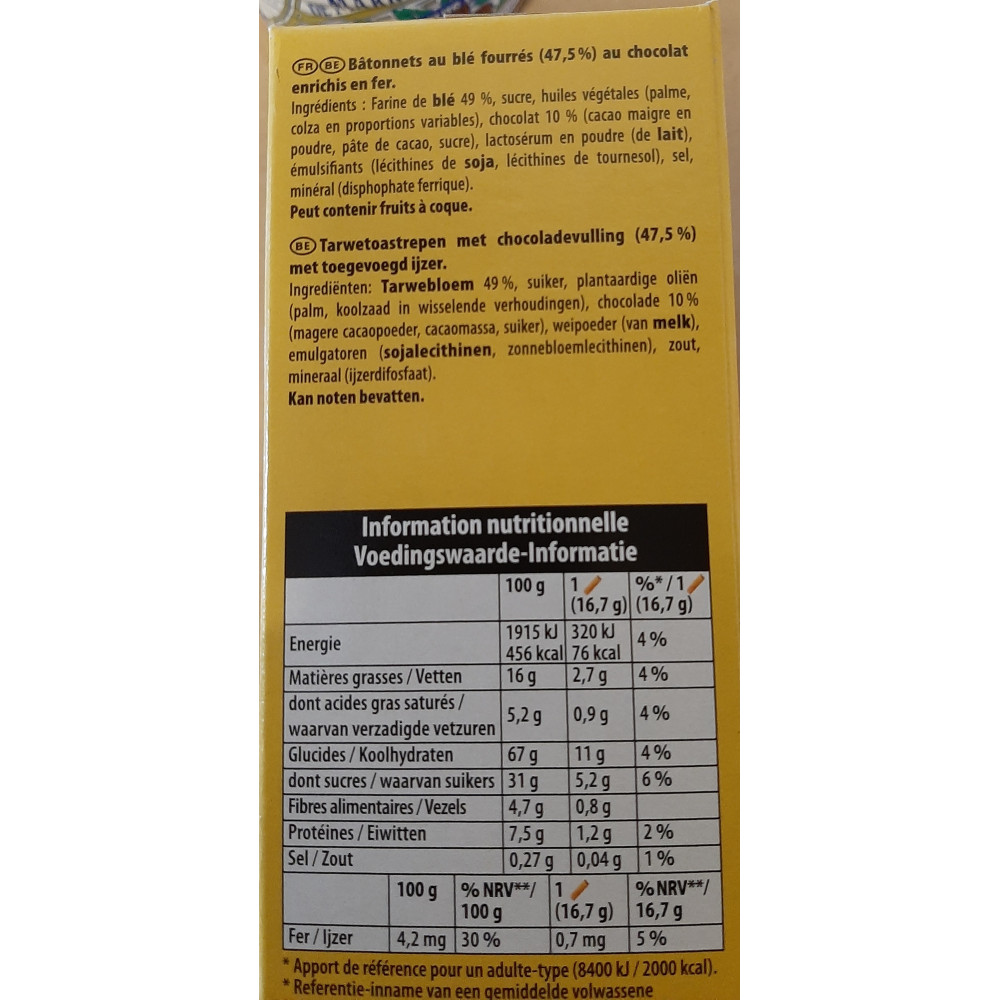 FR BE Bâtonnets au blé fourrés (47,5%) au chocolat
enrichis en fer.
Ingrédients : Farine de blé 49 %, sucre, huiles végétales (palme,
colza en proportions variables), chocolat 10 % (cacao maigre en
poudre, pâte de cacao, sucre), lactosérum en poudre (de lait),
émulsifiants (lécithines de soja, lécithines de tournesol), sel,
minéral (disphophate ferrique).
Peut contenir fruits à coque.
BE Tarwetoastrepen met chocoladevulling (47,5%)
met toegevoegd ijzer.
Ingrediënten: Tarwebloem 49%, suiker, plantaardige oliën
(palm, koolzaad in wisselende verhoudingen), chocolade 10%
(magere cacaopoeder, cacaomassa, suiker), weipoeder (van melk),
emulgatoren (sojalecithinen, zonnebloemlecithinen), zout,
mineraal (ijzerdifosfaat).
Kan noten bevatten.
Information nutritionnelle
Voedingswaarde-Informatie
100 g 1 %* / 1
(16,7 g) (16,7 g)
Energie 1915 kJ 320 kJ 4%
456 kcal 76 kcal
Matières grasses / Vetten 16 g 2,7 g 4%
dont acides gras saturés /
waarvan verzadigde vetzuren 5,2 g 0,9 g 4%
Glucides / Koolhydraten 67 g 11 g 4%
dont sucres / waarvan suikers 31 g 5,2 g 6%
Fibres alimentaires / Vezels 4,7 g 0,8 g
Protéines / Eiwitten 7,5 g 1,2 g 2%
Sel / Zout 0,27 g 0,04 g 1%
100 g % NRV**/ 1 % NRV**/
100 g (16,7 g) 16,7 g
Fer / Ijzer 4,2 mg 30 % 0,7 mg 5 %
* Apport de référence pour un adulte-type (8400 kJ / 2000 kcal).
* Referentie-inname van een gemiddelde volwassene